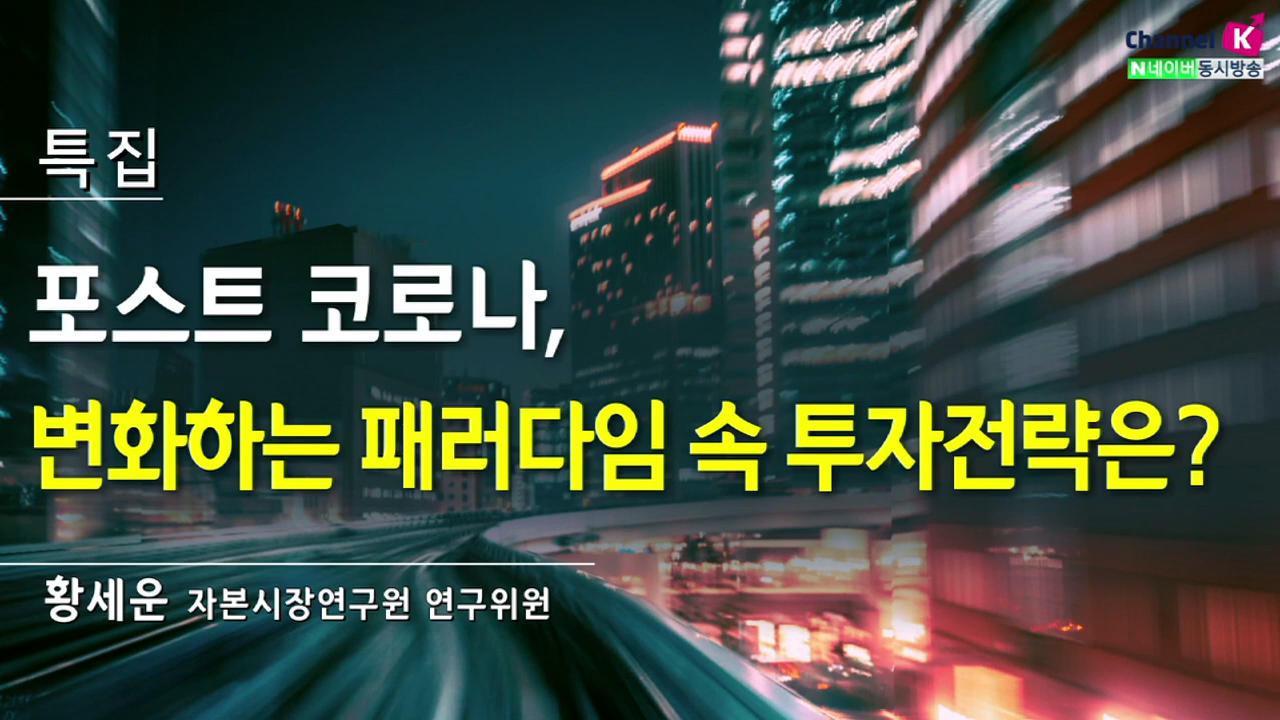 Channel K
N 네이버 동시방송
특집
포스트 코로나,
변화하는 패러다임 속 투자전략은?
황세운 자본시장연구원 연구위원